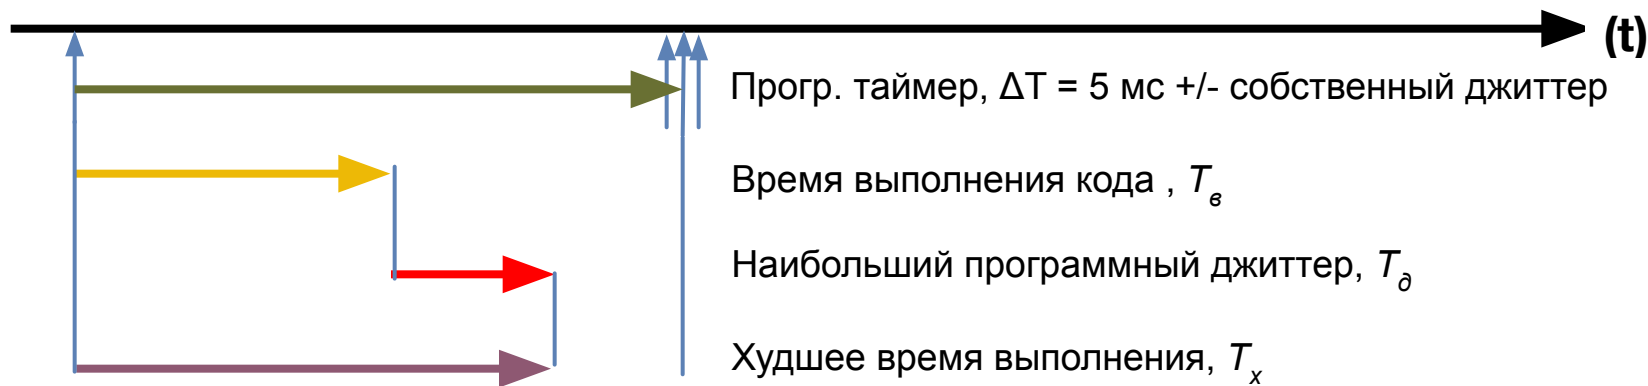 (t)
Прогр. таймер, ΔT = 5 мс +/- собственный джиттер
Время выполнения кода , Tв
Наибольший программный джиттер, Tд
Худшее время выполнения, Tх